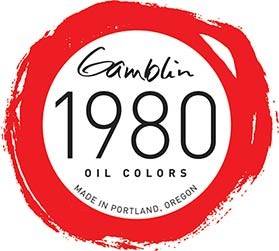 Gamblin
1980
OIL COLORS
MADE IN PORTLAND, OREGON